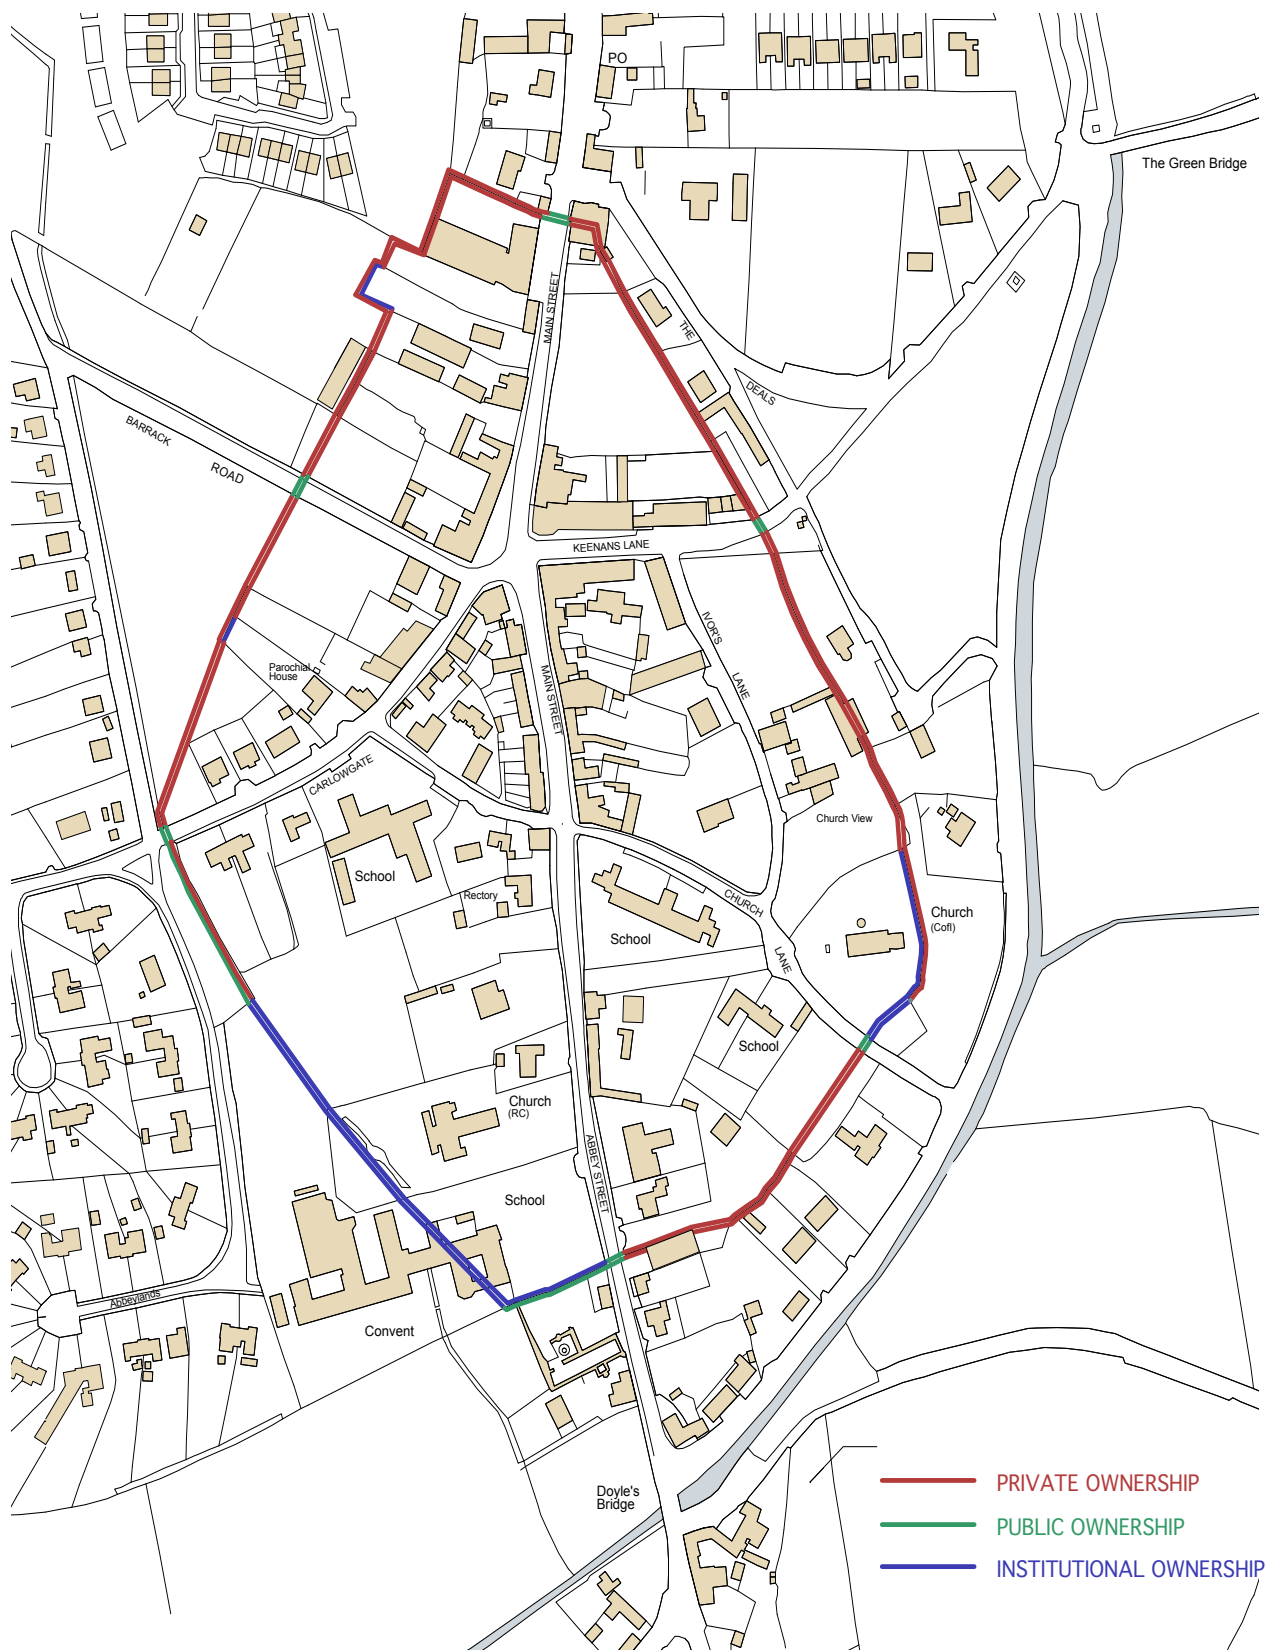 PO
The Green Bridge
MAIN STREET
THE
DEALS
BARRACK
ROAD
KEENANS LANE
IVOR'S
LANE
Parochial
House
MAIN STREET
CARLOWGATE
Church View
School
Rectory
CHURCH
LANE
Church
(CofI)
School
School
Church
(RC)
ABBEY STREET
School
Abbeylands
Convent
Doyle's
Bridge
PRIVATE OWNERSHIP
PUBLIC OWNERSHIP
INSTITUTIONAL OWNERSHIP